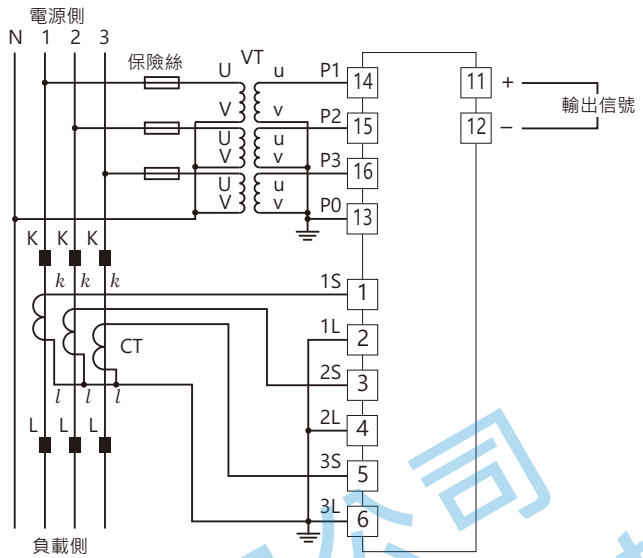 電源側
N 1 2 3
保險絲
VT
U u P1 14
11 +
輸出信號
V v P2 15
12 −
U u
V v P3 16
U u
V v P0 13
K K K
k k k
1S 1
1L 2
CT
2S 3
l l l
2L 4
L L L
3S 5
3L 6
負載側
公司